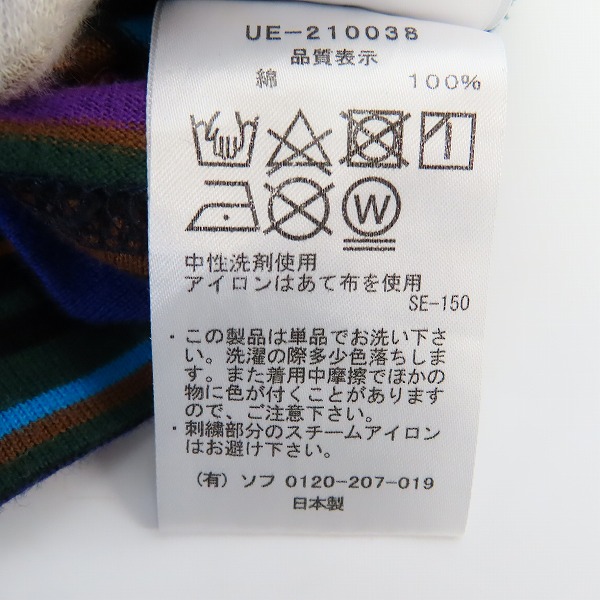 UE-210038
品質表示
綿 100%
W
中性洗剤使用
アイロンはあて布を使用
SE-150
・この製品は単品でお洗い下さ
い。洗濯の際多少色落ちしま
す。また着用中摩擦でほかの
物に色が付くことがあります
ので、ご注意下さい。
・刺繍部分のスチームアイロン
はお避け下さい。
(有) ソフ 0120-207-019
日本製